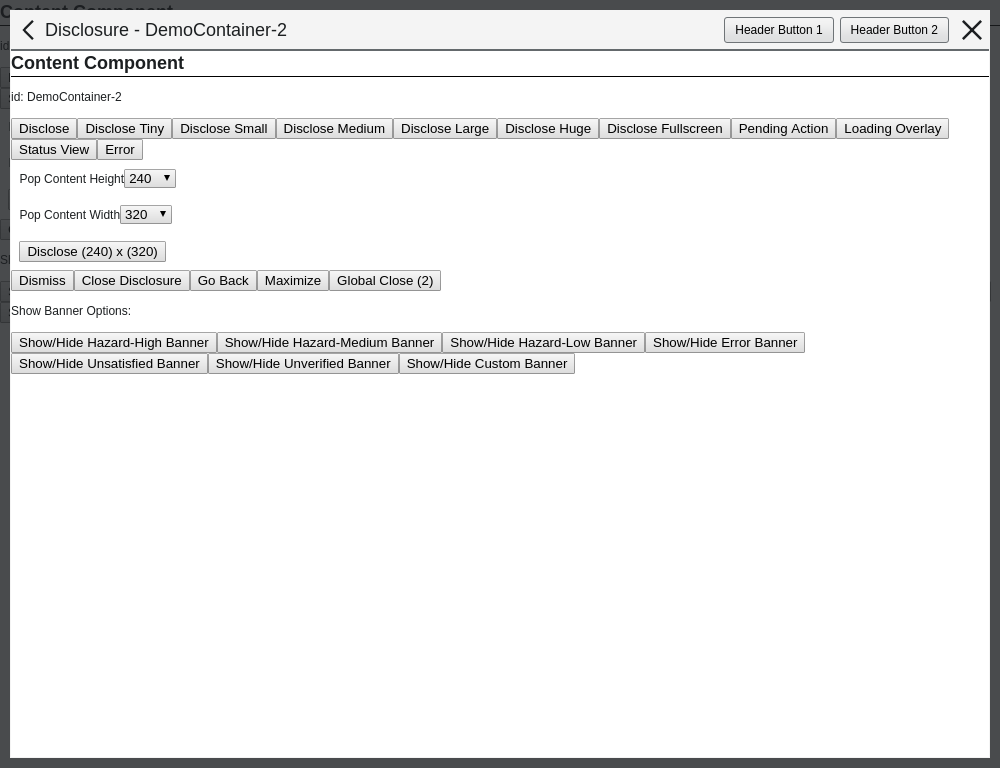 Disclosure - DemoContainer-2
Header Button 1
Header Button 2
Content Component
id: DemoContainer-2
Disclose Disclose Tiny Disclose Small Disclose Medium Disclose Large Disclose Huge Disclose Fullscreen Pending Action Loading Overlay
Status View Error
Pop Content Height 240
Pop Content Width 320
Disclose (240) x (320)
Dismiss Close Disclosure Go Back Maximize Global Close (2)
Show Banner Options:
Show/Hide Hazard-High Banner Show/Hide Hazard-Medium Banner Show/Hide Hazard-Low Banner Show/Hide Error Banner
Show/Hide Unsatisfied Banner Show/Hide Unverified Banner Show/Hide Custom Banner